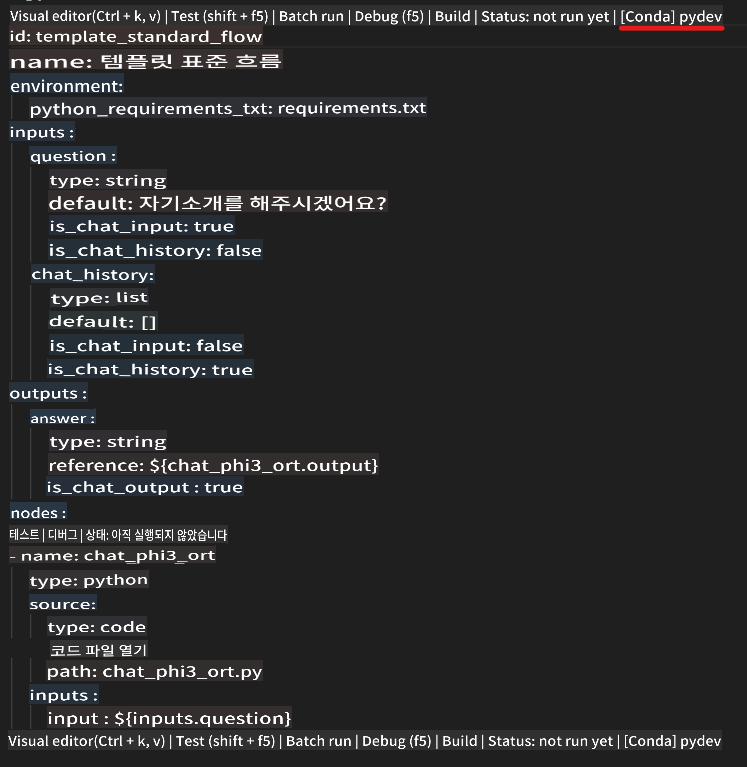 Visual editor(Ctrl + k, v) | Test (shift + f5) | Batch run | Debug (f5) | Build | Status: not run yet | [Conda] pydev
id: template_standard_flow
name: 템플릿 표준 흐름
environment:
python_requirements_txt: requirements.txt
inputs :
question :
type: string
default: 자기소개를 해주시겠어요?
is_chat_input: true
is_chat_history: false
chat_history:
type: list
default: []
is_chat_input: false
is_chat_history: true
outputs :
answer :
type: string
reference: ${chat_phi3_ort.output}
is_chat_output : true
nodes :
테스트 | 디버그 | 상태: 아직 실행되지 않았습니다
- name: chat_phi3_ort
type: python
source:
type: code
코드 파일 열기
path: chat_phi3_ort.py
inputs :
input : ${inputs.question}
Visual editor(Ctrl + k, v) | Test (shift + f5) | Batch run | Debug (f5) | Build | Status: not run yet | [Conda] pydev